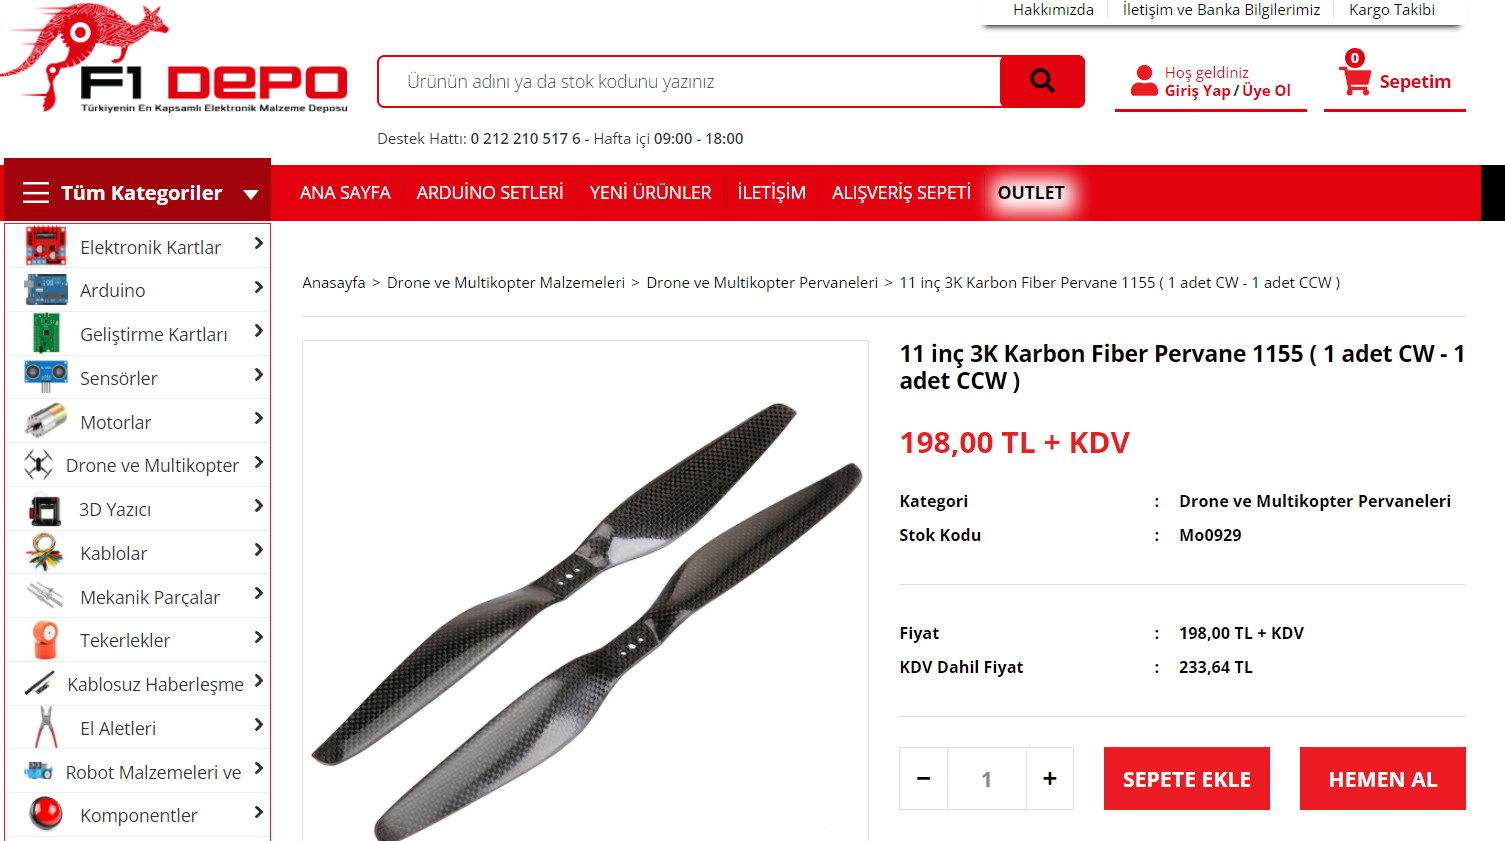 Hakkımızda
İletişim ve Banka Bilgilerimiz
Kargo Takibi
F1 DEPO
Türkiyenin En Kapsamlı Elektronik Malzeme Deposu
Ürünün adını ya da stok kodunu yazınız
Hoş geldiniz
Giriş Yap / Üye Ol
0
Sepetim
Destek Hattı: 0 212 210 517 6 - Hafta içi 09:00 - 18:00
Tüm Kategoriler
ANA SAYFA
ARDUİNO SETLERİ
YENİ ÜRÜNLER
İLETİŞİM
ALIŞVERİŞ SEPETİ
OUTLET
Elektronik Kartlar
Arduino
Geliştirme Kartları
Sensörler
Motorlar
Drone ve Multikopter
3D Yazıcı
Kablolar
Mekanik Parçalar
Tekerlekler
Kablosuz Haberleşme
El Aletleri
Robot Malzemeleri ve
Komponentler
Anasayfa > Drone ve Multikopter Malzemeleri > Drone ve Multikopter Pervaneleri > 11 inç 3K Karbon Fiber Pervane 1155 ( 1 adet CW - 1 adet CCW )
11 inç 3K Karbon Fiber Pervane 1155 ( 1 adet CW - 1
adet CCW )
198,00 TL + KDV
Kategori : Drone ve Multikopter Pervaneleri
Stok Kodu : Mo0929
Fiyat : 198,00 TL + KDV
KDV Dahil Fiyat : 233,64 TL
− 1 +
SEPETE EKLE
HEMEN AL